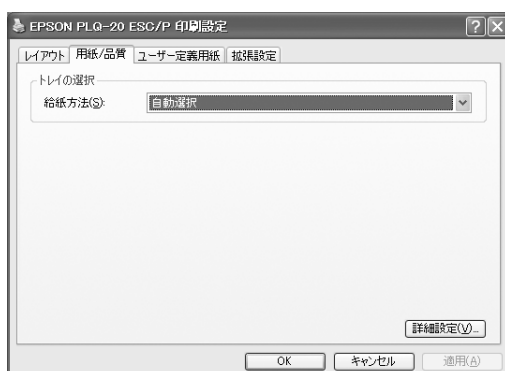 EPSON PLQ-20 ESC/P 印刷設定
レイアウト 用紙/品質 ユーザー定義用紙 拡張設定
トレイの選択
給紙方法(S): 自動選択
詳細設定(V)...
OK キャンセル 適用(A)